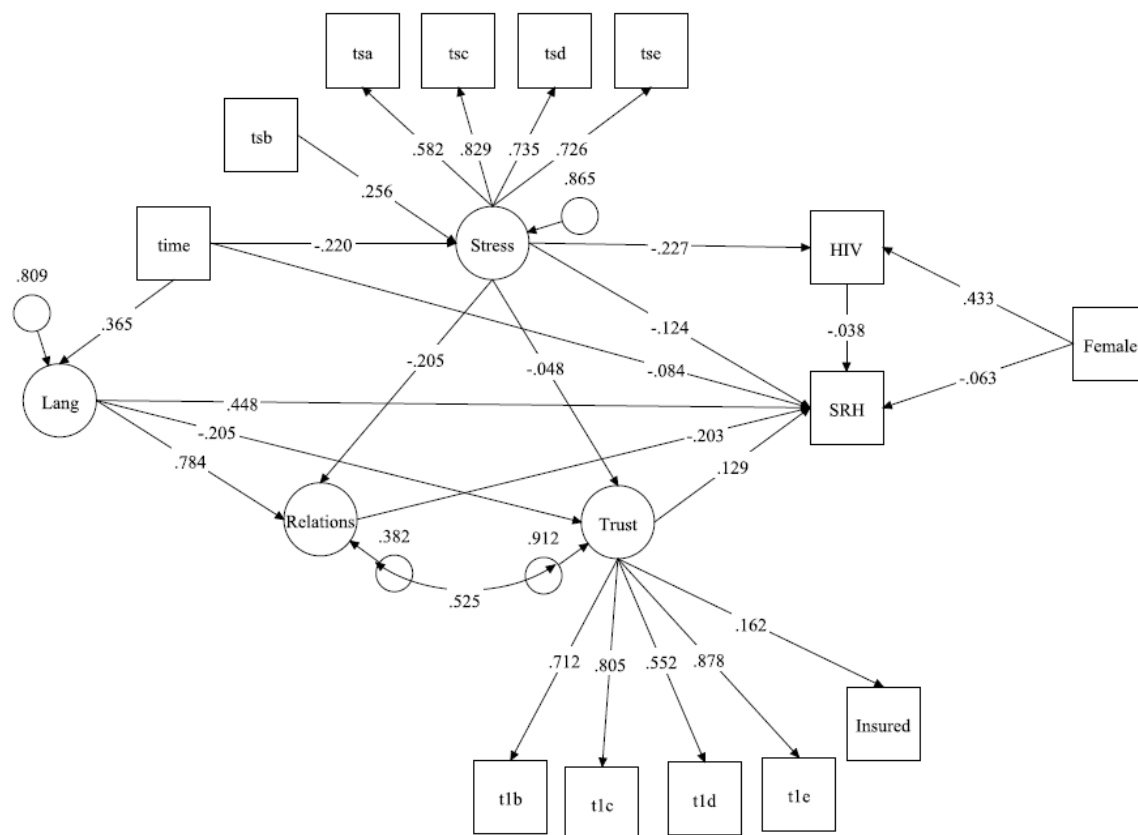 tsa
tsc
tsd
tse
tsb
.582
.829
.735
.726
.865
.256
time
Stress
HIV
-.220
-.227
.809
.433
.365
-.124
-.038
Female
-.205
-.048
-.084
-.063
Lang
.448
SRH
-.205
-.203
.784
.129
Relations
Trust
.382
.912
.525
.162
.712
.805
.552
.878
Insured
t1b
t1c
t1d
t1e